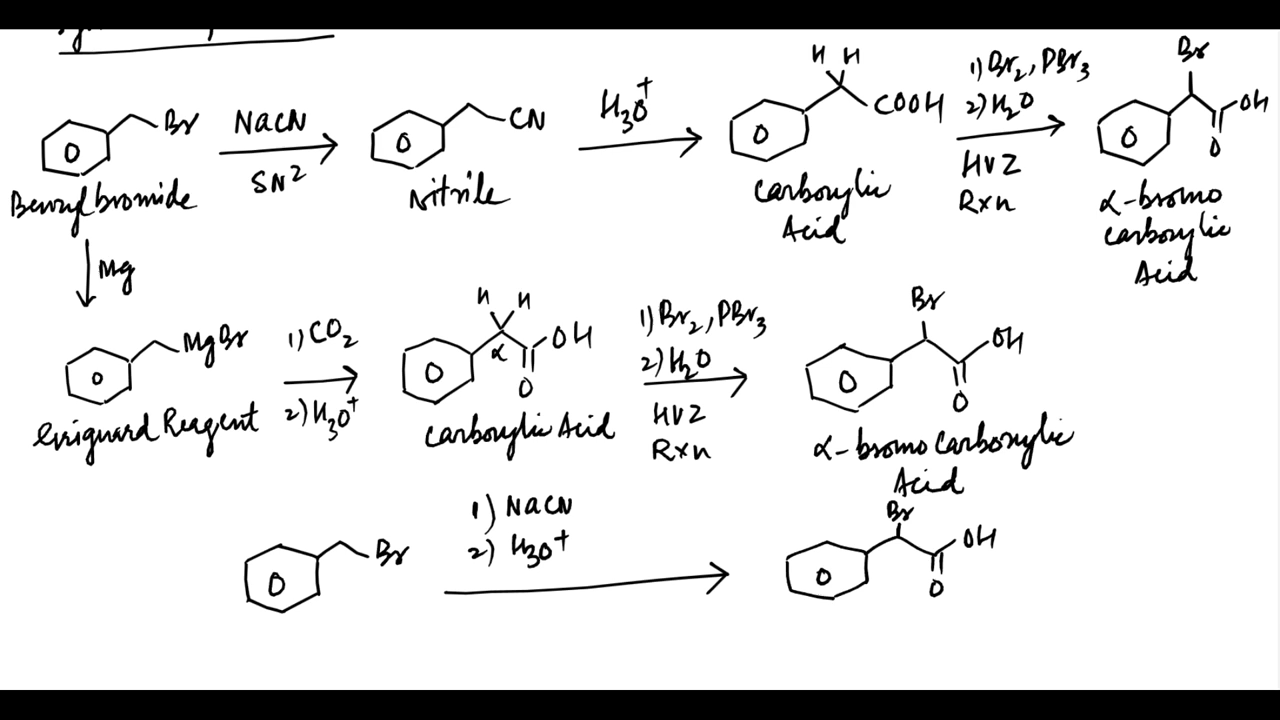 Br NaCN CN H3O+ H H COOH 1) Br2, PBr3 Br OH
SN2 2) H2O O
Benzyl bromide Nitrile Carboxylic Acid HVZ Rxn α-bromo carboxylic Acid
Mg
MgBr 1) CO2 H H α OH O 1) Br2, PBr3 Br OH O
2) H3O+ 2) H2O
Grignard Reagent Carboxylic Acid HVZ Rxn α-bromo Carboxylic Acid
1) NaCN
2) H3O+
Br Br OH O